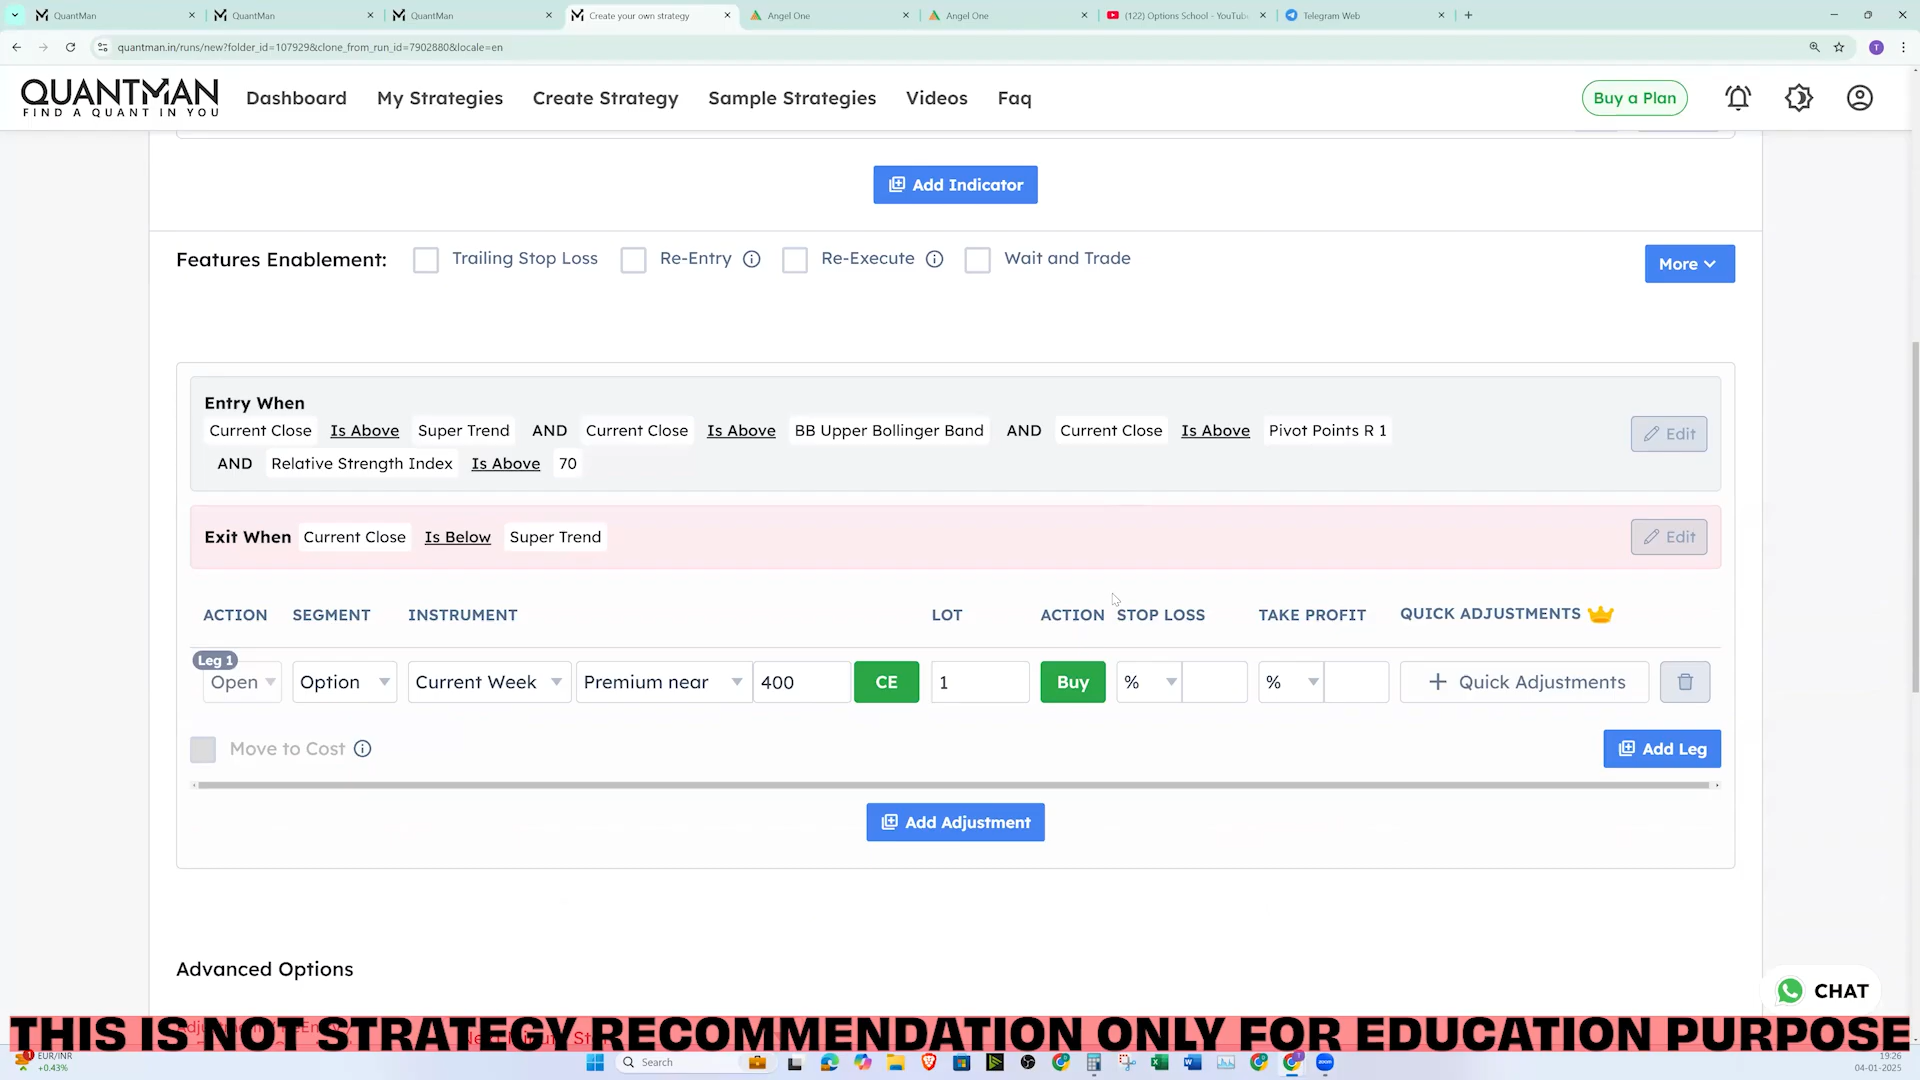 QuantMan
QuantMan
QuantMan
Create your own strategy
Angel One
Angel One
(122) Options School - YouTub
Telegram Web
quantman.in/runs/new?folder_id=107929&clone_from_run_id=7902880&locale=en
T
QUANTMAN
FIND A QUANT IN YOU
Dashboard
My Strategies
Create Strategy
Sample Strategies
Videos
Faq
Buy a Plan
Add Indicator
Features Enablement:
Trailing Stop Loss
Re-Entry
Re-Execute
Wait and Trade
More
Entry When
Current Close Is Above Super Trend AND Current Close Is Above BB Upper Bollinger Band AND Current Close Is Above Pivot Points R 1
AND Relative Strength Index Is Above 70
Edit
Exit When Current Close Is Below Super Trend
Edit
ACTION SEGMENT INSTRUMENT LOT ACTION STOP LOSS TAKE PROFIT QUICK ADJUSTMENTS
Leg 1
Open Option Current Week Premium near 400 CE 1 Buy % % + Quick Adjustments
Move to Cost
Add Leg
Add Adjustment
Advanced Options
CHAT
THIS IS NOT STRATEGY RECOMMENDATION ONLY FOR EDUCATION PURPOSE
EUR/INR
+0.43%
Search
19:26
04-01-2025